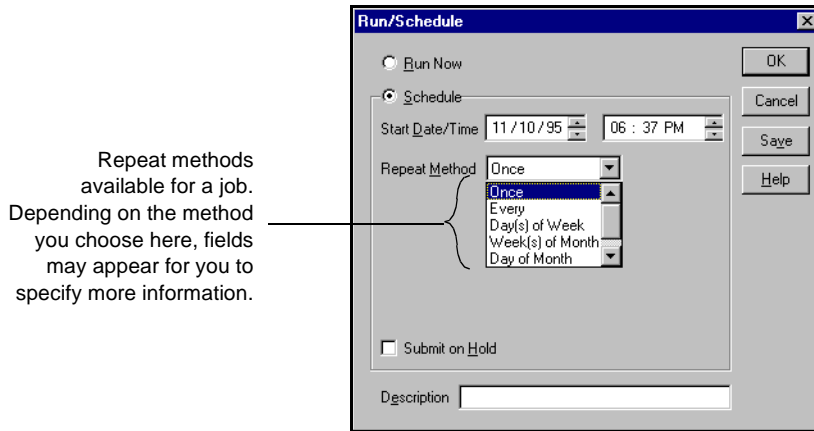 Repeat methods
available for a job.
Depending on the method
you choose here, fields
may appear for you to
specify more information.
Run/Schedule
Run Now
OK
Schedule
Cancel
Start Date/Time 11/10/95 06 : 37 PM
Save
Repeat Method Once
Help
Once
Every
Day(s) of Week
Week(s) of Month
Day of Month
Submit on Hold
Description